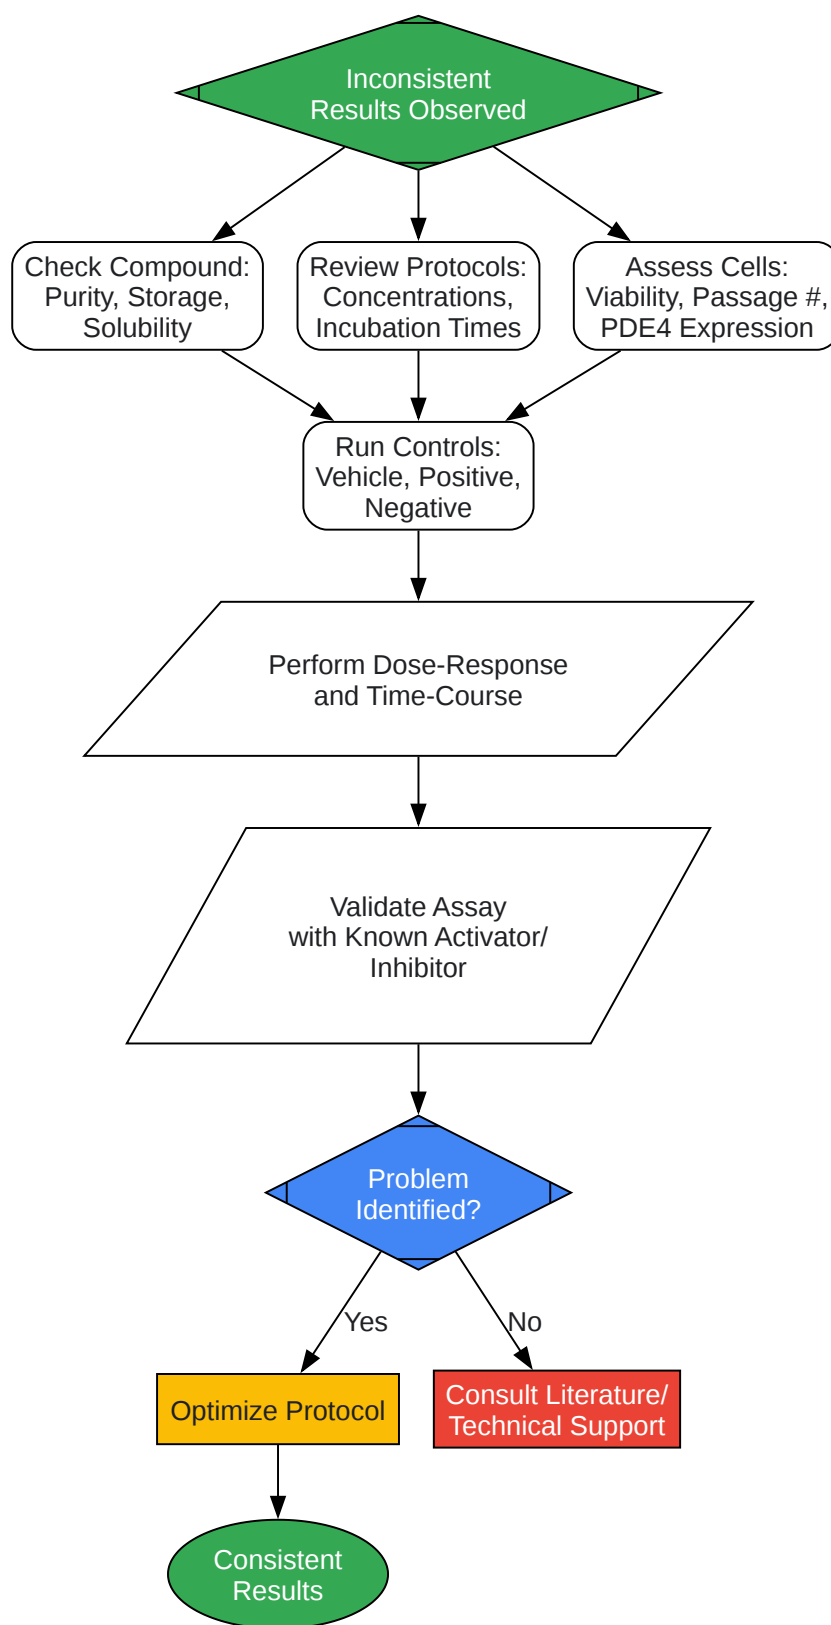 Inconsistent
Results Observed
Check Compound:
Purity, Storage,
Solubility
Review Protocols:
Concentrations,
Incubation Times
Assess Cells:
Viability, Passage #,
PDE4 Expression
Run Controls:
Vehicle, Positive,
Negative
Perform Dose-Response
and Time-Course
Validate Assay
with Known Activator/
Inhibitor
Problem
Identified?
Yes
No
Optimize Protocol
Consult Literature/
Technical Support
Consistent
Results